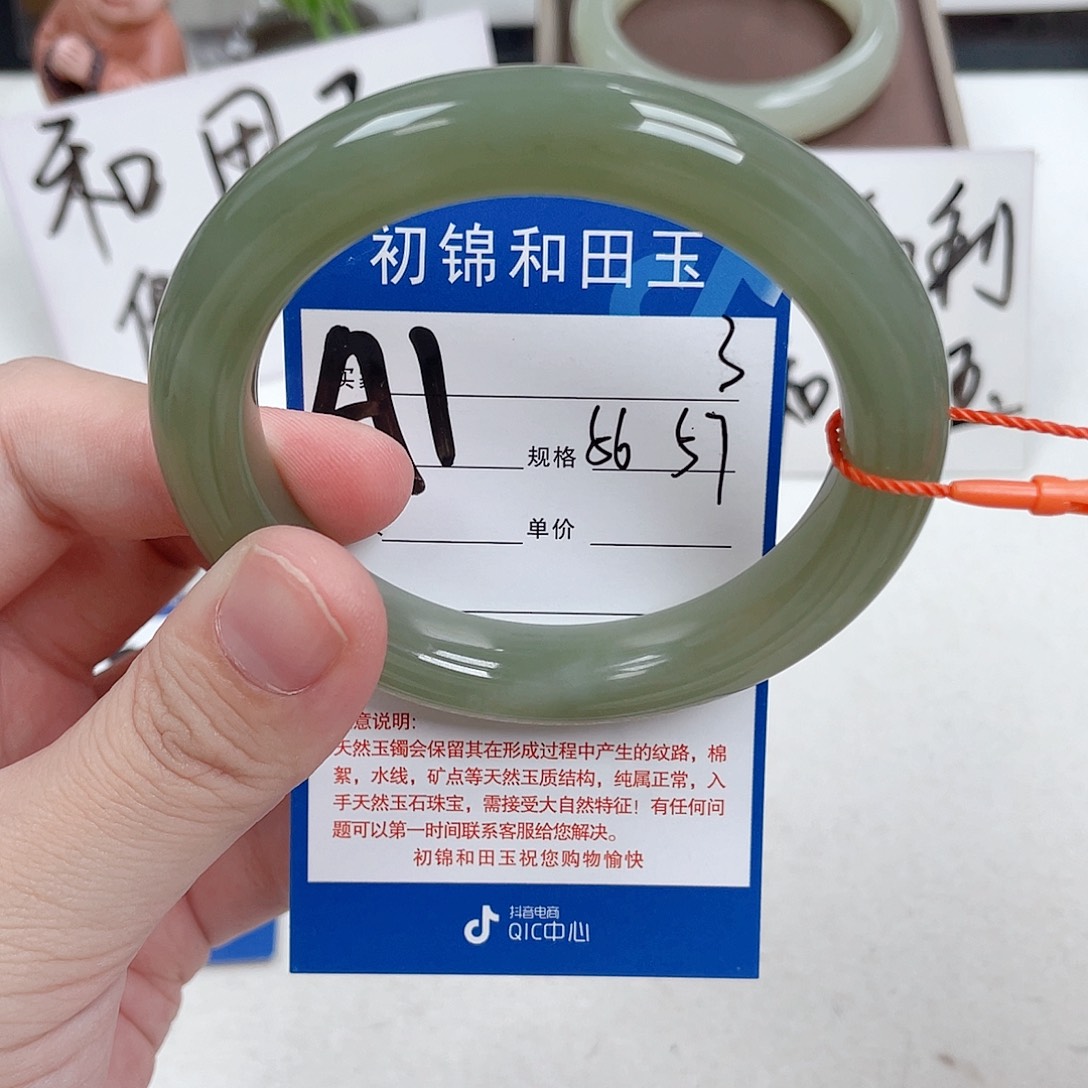 和田
初锦和田玉
利
和 玉
A1
3
规格 56 57
单价
意说明:
天然玉镯会保留其在形成过程中产生的纹路，棉
絮，水线，矿点等天然玉质结构，纯属正常，入
手天然玉石珠宝，需接受大自然特征！有任何问
题可以第一时间联系客服给您解决。
初锦和田玉祝您购物愉快
抖音电商
QIC中心